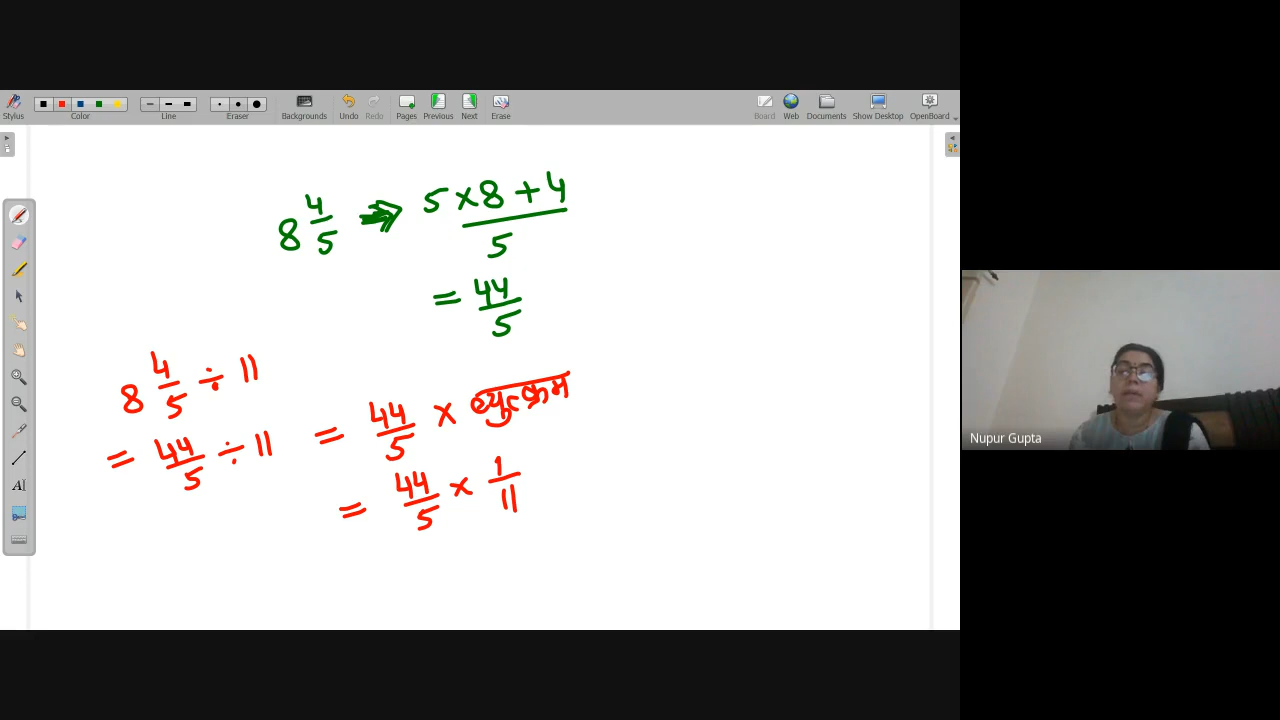 Stylus Color Line Eraser Backgrounds Undo Redo Pages Previous Next Erase Board Web Documents Show Desktop OpenBoard
8 4/5 ⇒ (5 × 8 + 4)/5
= 44/5
8 4/5 ÷ 11
= 44/5 ÷ 11 = 44/5 × व्युत्क्रम
= 44/5 × 1/11
Nupur Gupta